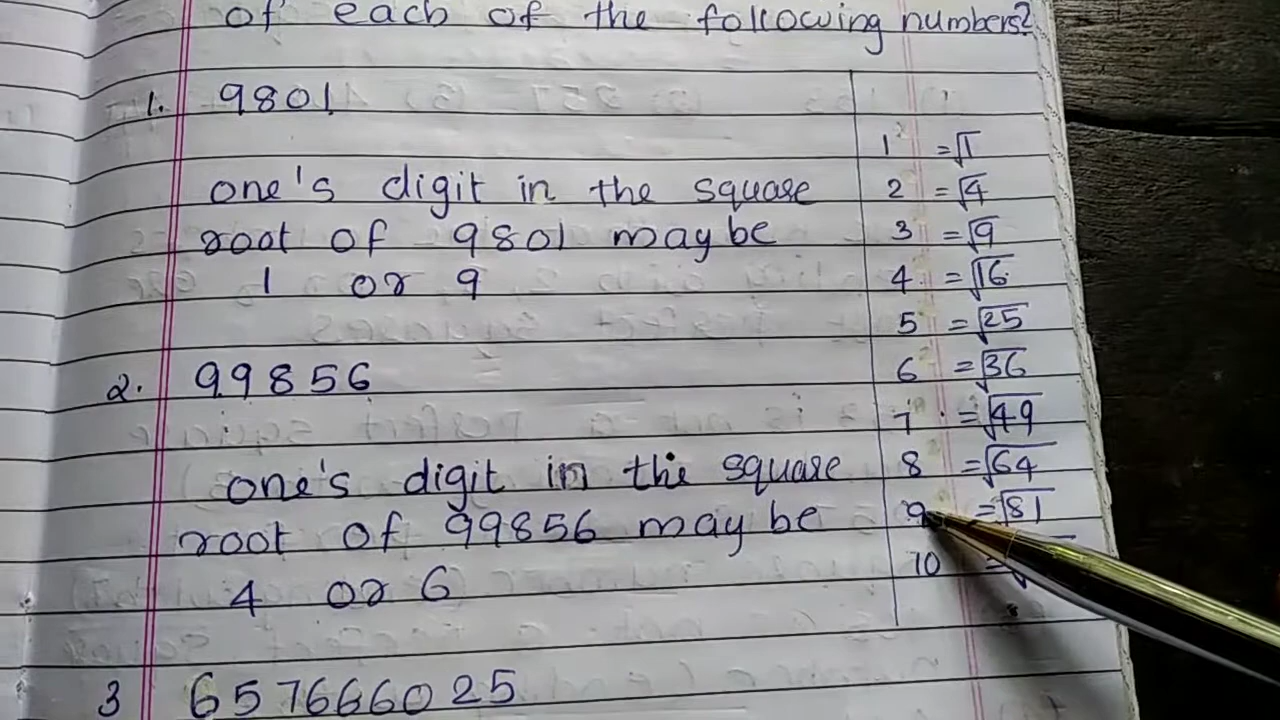 of each of the following numbers?
1. 9801
one's digit in the square
root of 9801 may be
1 or 9
2. 99856
one's digit in the square
root of 99856 may be
4 or 6
3 657666025
1² = √1
2 = √4
3 = √9
4 = √16
5 = √25
6 = √36
7 = √49
8 = √64
9 = √81
10 =